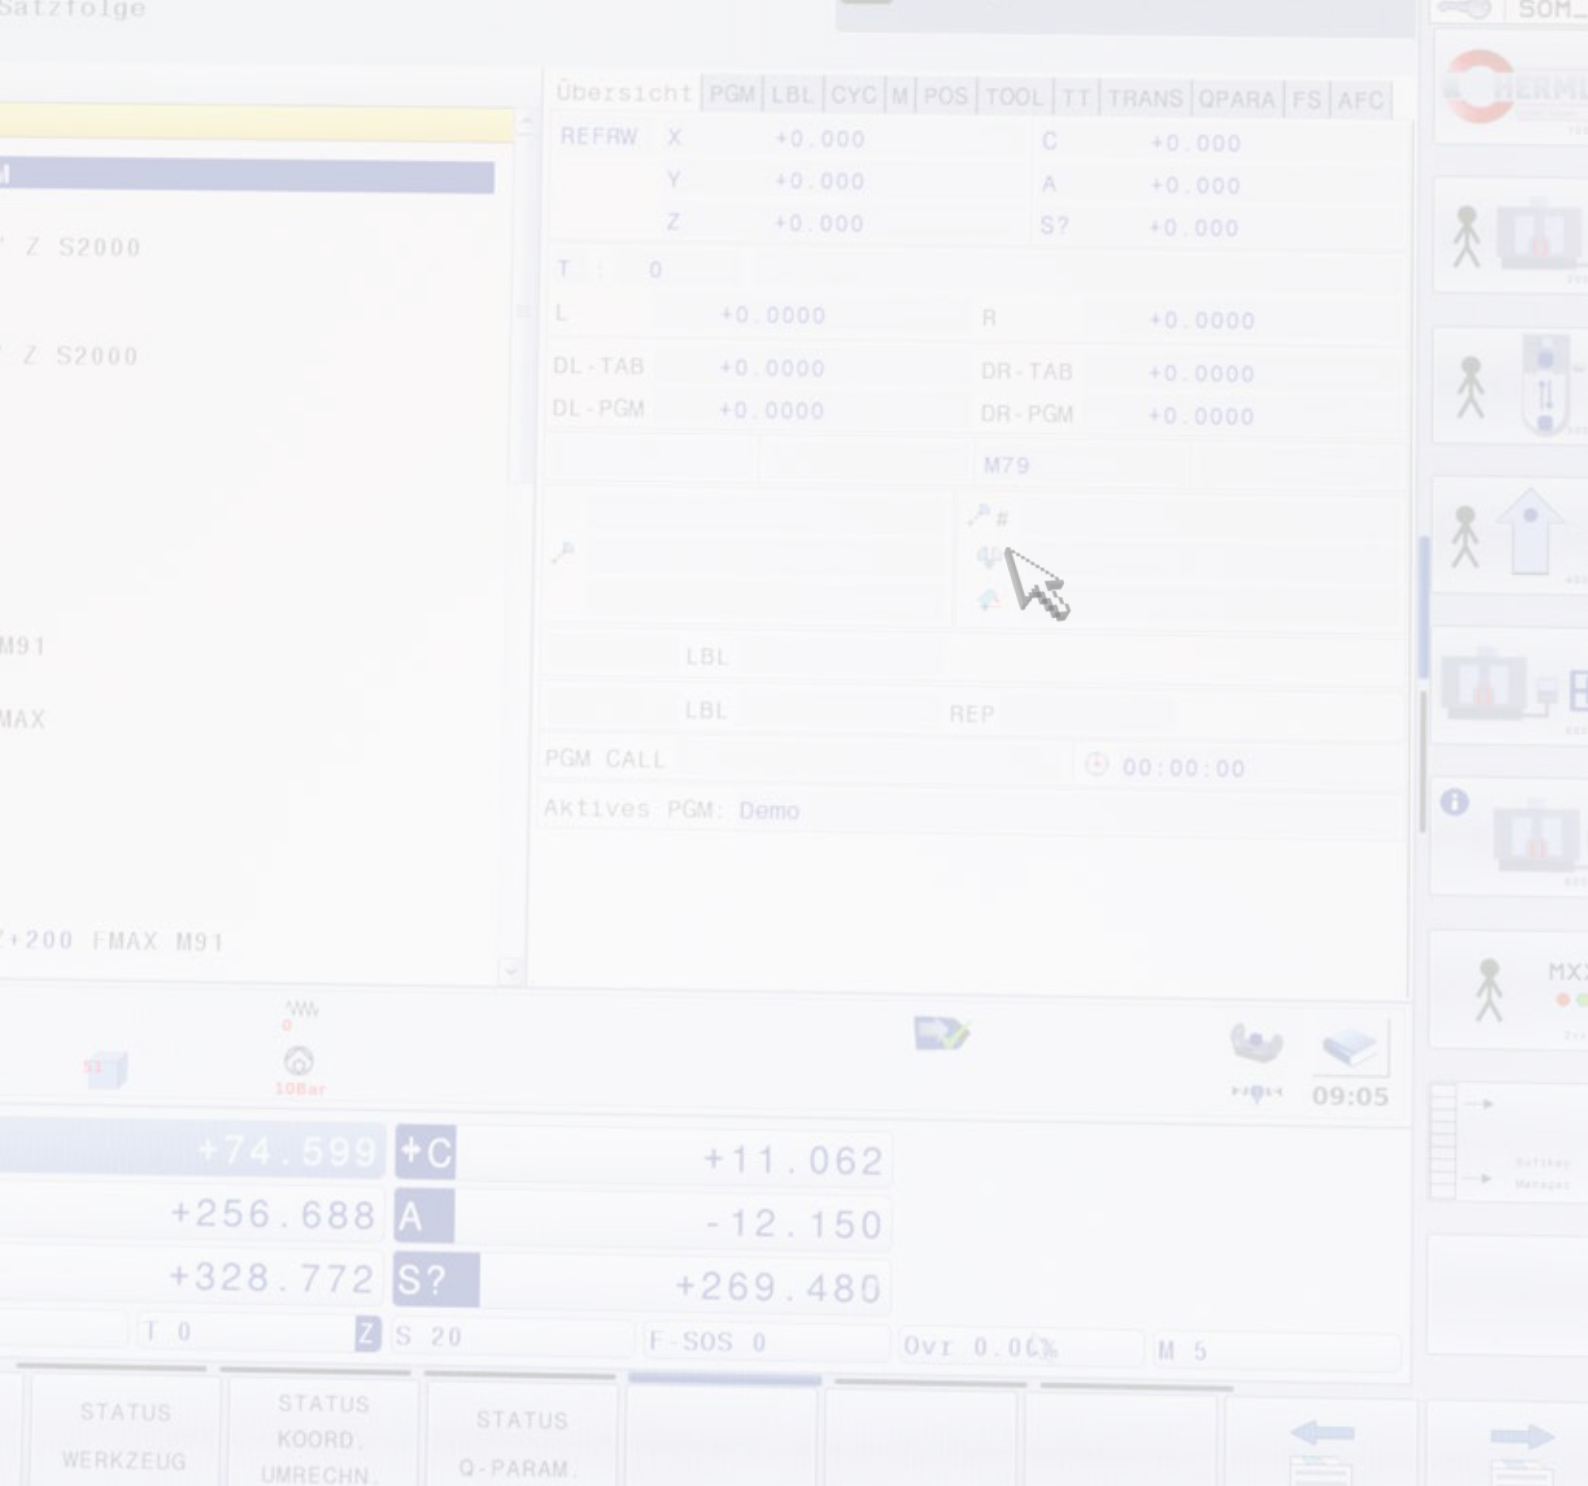 Satzfolge
SOM_
Übersicht PGM LBL CYC M POS TOOL TT TRANS QPARA FS AFC
HERML
REFRW X +0.000 C +0.000
Y +0.000 A +0.000
Z +0.000 S? +0.000
Z S2000
T : 0
L +0.0000 R +0.0000
Z S2000
DL-TAB +0.0000 DR-TAB +0.0000
DL-PGM +0.0000 DR-PGM +0.0000
M79
#
M91
LBL
MAX
LBL REP
PGM CALL 00:00:00
Aktives PGM: Demo
Z+200 FMAX M91
MX
0
S1
10Bar
09:05
+74.599 +C +11.062
+256.688 A -12.150
+328.772 S? +269.480
T 0 Z S 20 F-SOS 0 Ovr M 5
Softkey
Manager
STATUS
WERKZEUG
STATUS
KOORD.
UMRECHN.
STATUS
Q-PARAM.